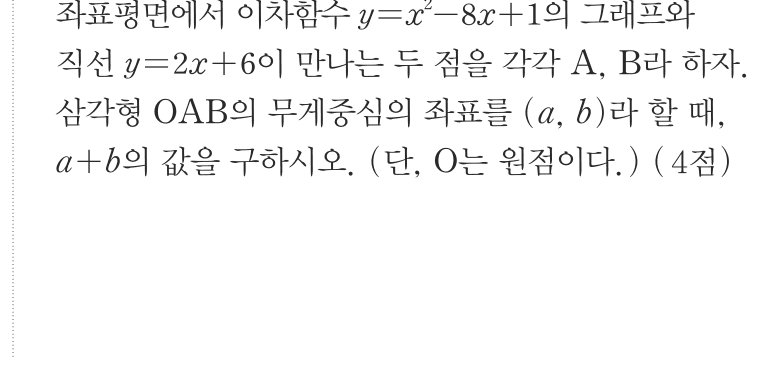 좌표평면에서 이차함수 y=x²−8x+1의 그래프와
직선 y=2x+6이 만나는 두 점을 각각 A, B라 하자.
삼각형 OAB의 무게중심의 좌표를 (a, b)라 할 때,
a+b의 값을 구하시오. (단, O는 원점이다.) (4점)